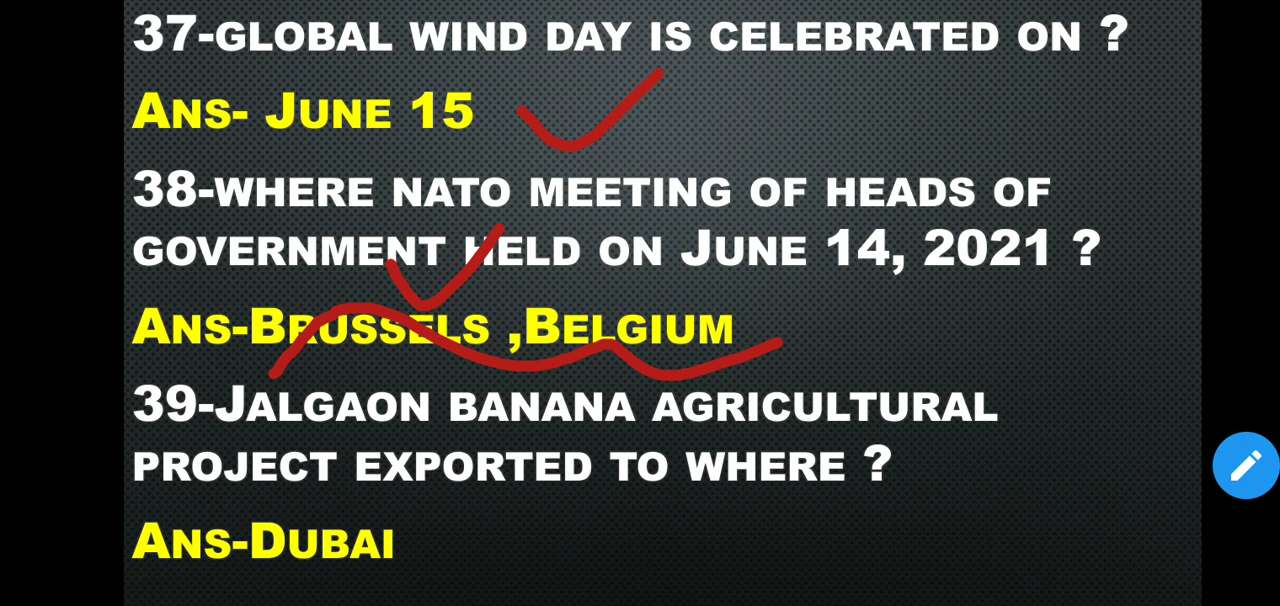 37-GLOBAL WIND DAY IS CELEBRATED ON ?
ANS- JUNE 15
38-WHERE NATO MEETING OF HEADS OF
GOVERNMENT HELD ON JUNE 14, 2021 ?
ANS-BRUSSELS ,BELGIUM
39-JALGAON BANANA AGRICULTURAL
PROJECT EXPORTED TO WHERE ?
ANS-DUBAI